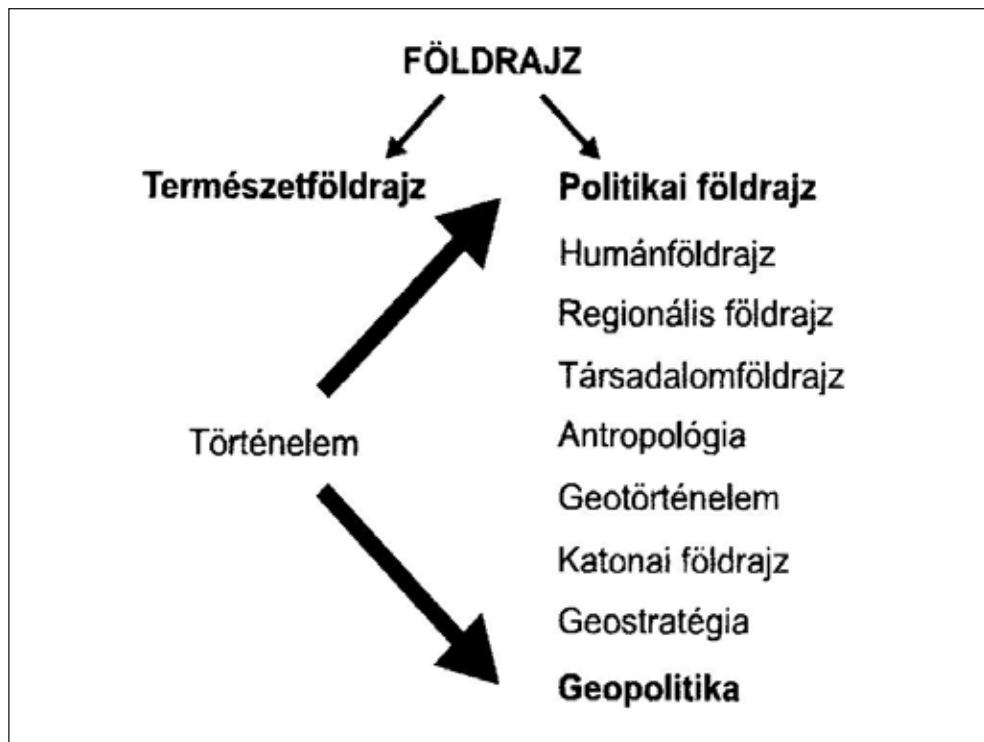 FÖLDRAJZ
Természetföldrajz
Politikai földrajz
Humánföldrajz
Regionális földrajz
Társadalomföldrajz
Történelem
Antropológia
Geotörténelem
Katonai földrajz
Geostratégia
Geopolitika